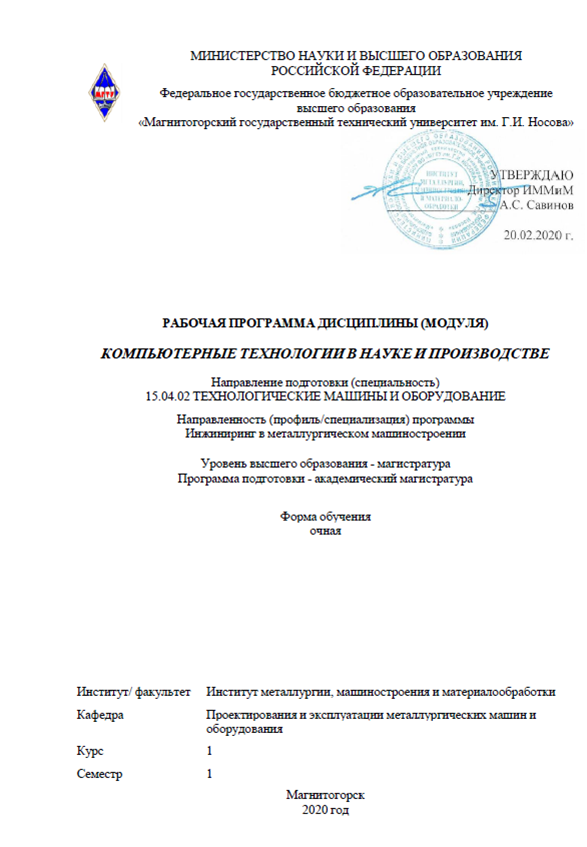 МИНИСТЕРСТВО НАУКИ И ВЫСШЕГО ОБРАЗОВАНИЯ
РОССИЙСКОЙ ФЕДЕРАЦИИ
Федеральное государственное бюджетное образовательное учреждение
высшего образования
«Магнитогорский государственный технический университет им. Г.И. Носова»
МГТУ
УТВЕРЖДАЮ
Директор ИММиМ
А.С. Савинов
20.02.2020 г.
РАБОЧАЯ ПРОГРАММА ДИСЦИПЛИНЫ (МОДУЛЯ)
КОМПЬЮТЕРНЫЕ ТЕХНОЛОГИИ В НАУКЕ И ПРОИЗВОДСТВЕ
Направление подготовки (специальность)
15.04.02 ТЕХНОЛОГИЧЕСКИЕ МАШИНЫ И ОБОРУДОВАНИЕ
Направленность (профиль/специализация) программы
Инжиниринг в металлургическом машиностроении
Уровень высшего образования - магистратура
Программа подготовки - академический магистратура
Форма обучения
очная
Институт/ факультет Институт металлургии, машиностроения и материалообработки
Кафедра Проектирования и эксплуатации металлургических машин и
оборудования
Курс 1
Семестр 1
Магнитогорск
2020 год